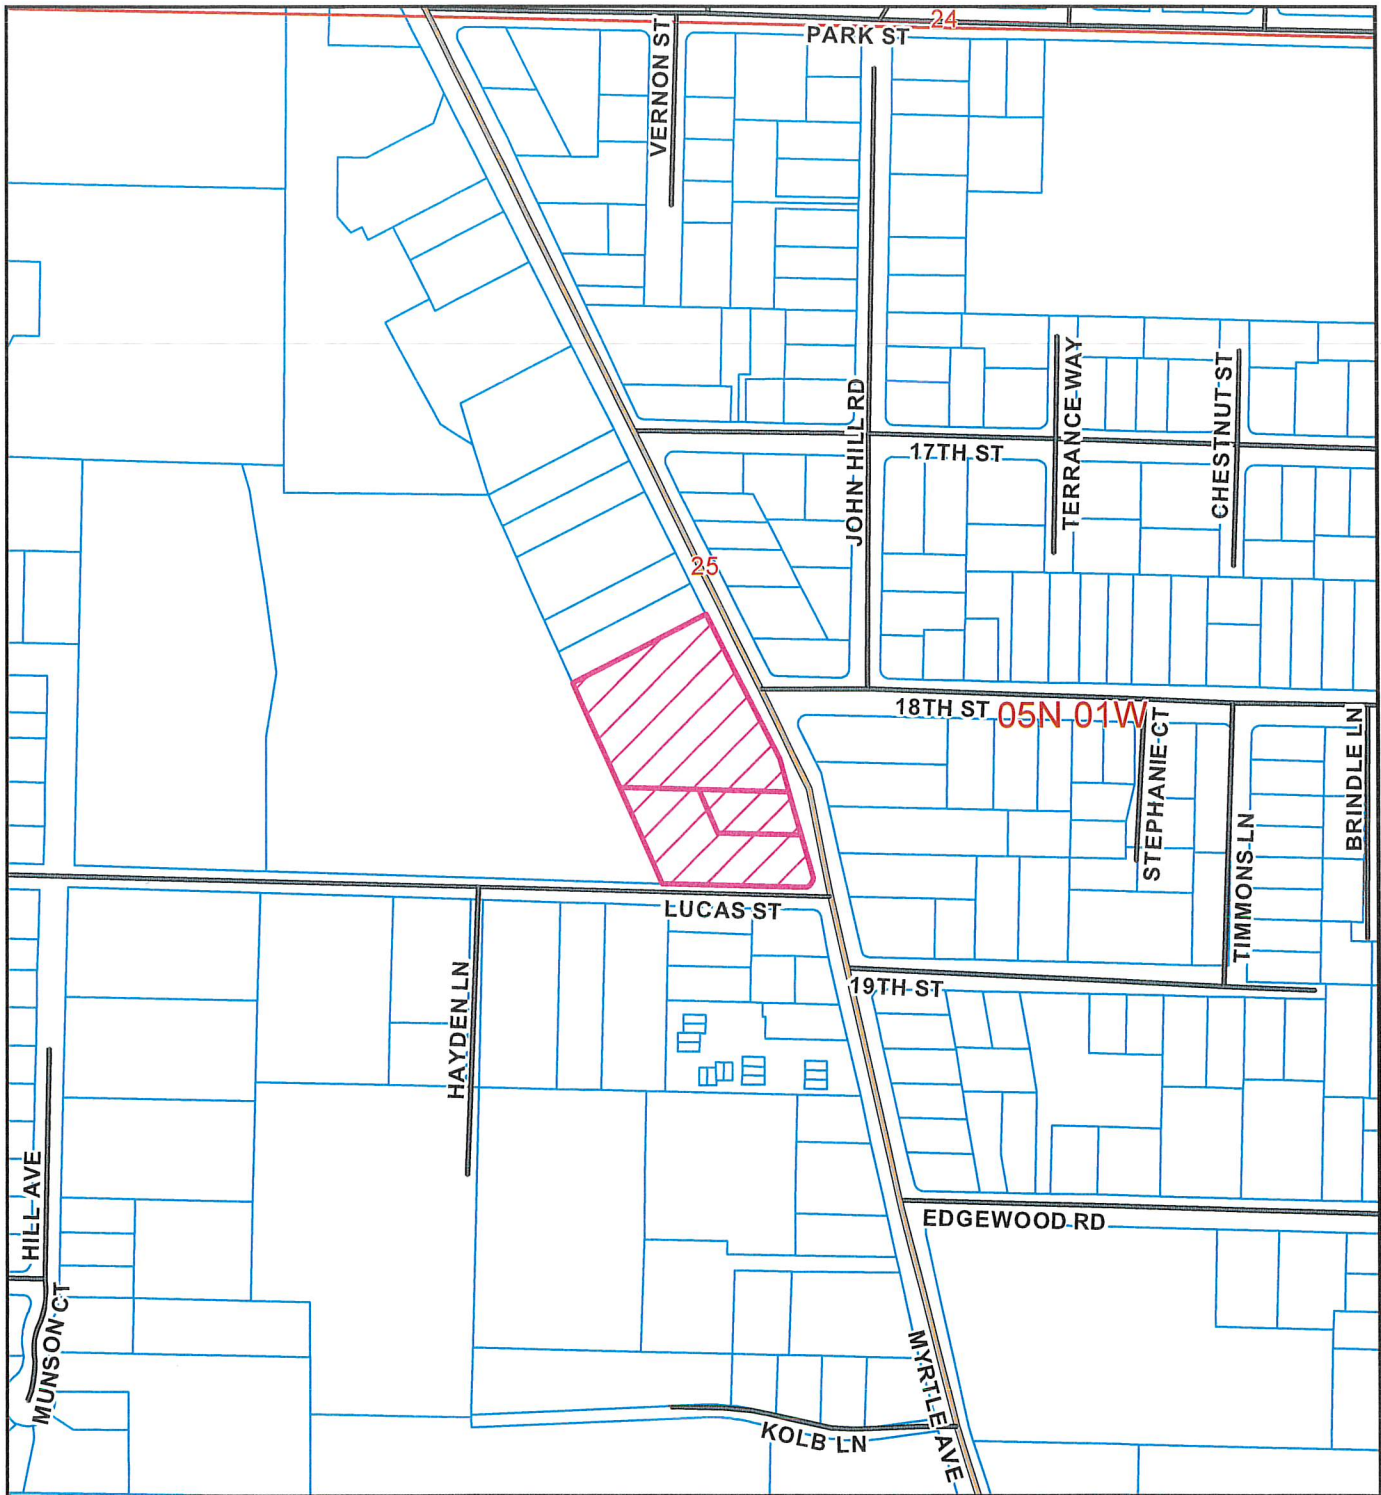 24
PARK ST
VERNON ST
JOHN HILL RD
TERRANCE WAY
CHESTNUT ST
17TH ST
25
18TH ST
05N 01W
STEPHANIE CT
TIMMONS LN
BRINDLE LN
LUCAS ST
19TH ST
HAYDEN LN
HILL AVE
EDGEWOOD RD
MUNSON CT
MYRTLE AVE
KOLB LN